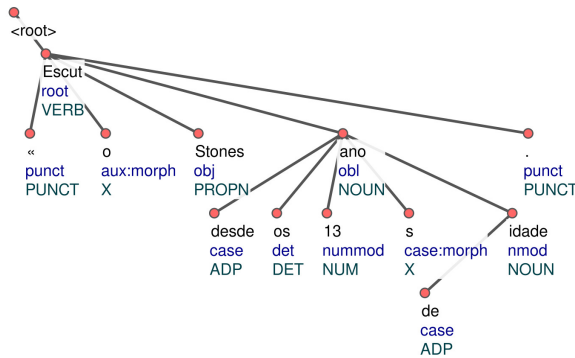 <root>
Escut
root
VERB
« o Stones ano .
punct aux:morph obj obl punct
PUNCT X PROPN NOUN PUNCT
desde os 13 s idade
case det nummod case:morph nmod
ADP DET NUM X NOUN
de
case
ADP